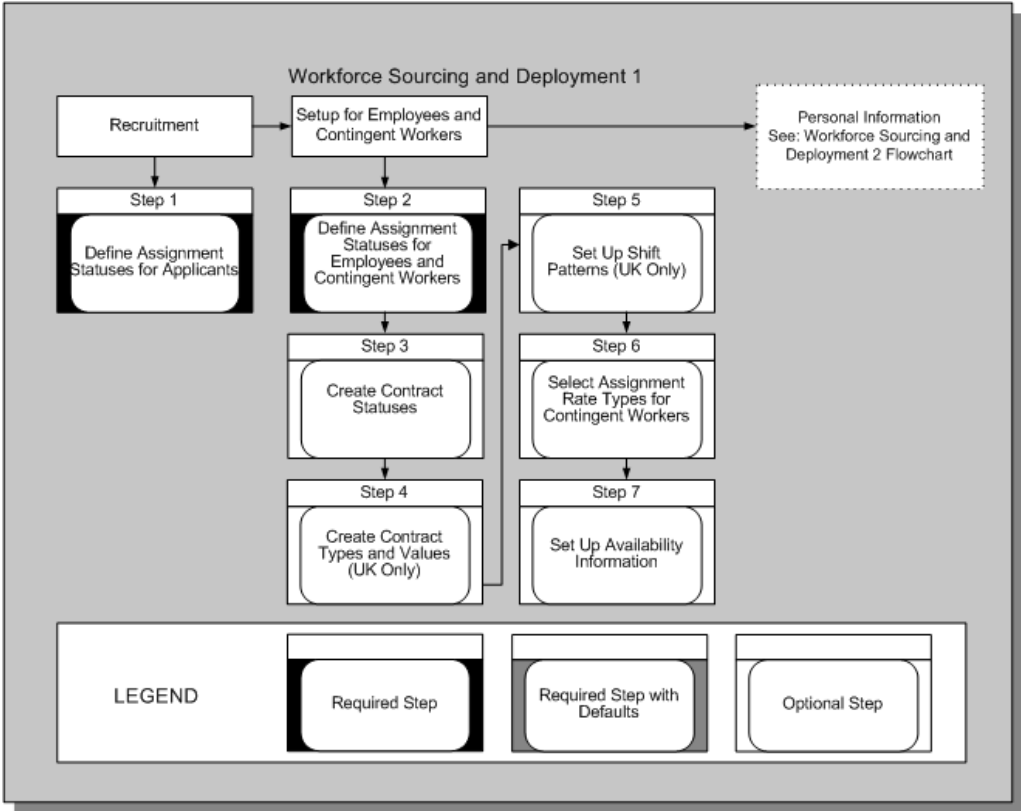 Workforce Sourcing and Deployment 1
Recruitment
Setup for Employees and
Contingent Workers
Personal Information
See: Workforce Sourcing and
Deployment 2 Flowchart
Step 1
Define Assignment
Statuses for Applicants
Step 2
Define Assignment
Statuses for
Employees and
Contingent Workers
Step 3
Create Contract
Statuses
Step 4
Create Contract
Types and Values
(UK Only)
Step 5
Set Up Shift
Patterns (UK Only)
Step 6
Select Assignment
Rate Types for
Contingent Workers
Step 7
Set Up Availability
Information
LEGEND
Required Step
Required Step with
Defaults
Optional Step